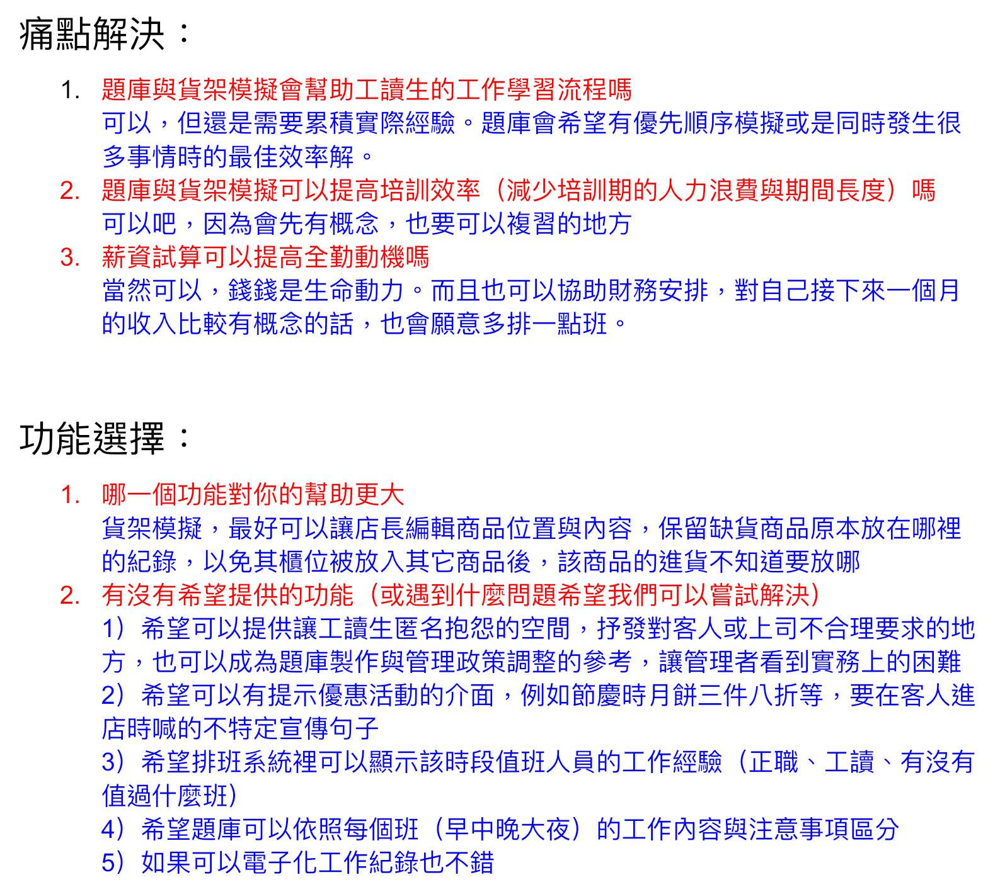 痛點解決：
1. 題庫與貨架模擬會幫助工讀生的工作學習流程嗎
可以，但還是需要累積實際經驗。題庫會希望有優先順序模擬或是同時發生很
多事情時的最佳效率解。
2. 題庫與貨架模擬可以提高培訓效率（減少培訓期的人力浪費與期間長度）嗎
可以吧，因為會先有概念，也要可以複習的地方
3. 薪資試算可以提高全勤動機嗎
當然可以，錢錢是生命動力。而且也可以協助財務安排，對自己接下來一個月
的收入比較有概念的話，也會願意多排一點班。
功能選擇：
1. 哪一個功能對你的幫助更大
貨架模擬，最好可以讓店長編輯商品位置與內容，保留缺貨商品原本放在哪裡
的紀錄，以免其櫃位被放入其它商品後，該商品的進貨不知道要放哪
2. 有沒有希望提供的功能（或遇到什麼問題希望我們可以嘗試解決）
1）希望可以提供讓工讀生匿名抱怨的空間，抒發對客人或上司不合理要求的地
方，也可以成為題庫製作與管理政策調整的參考，讓管理者看到實務上的困難
2）希望可以有提示優惠活動的介面，例如節慶時月餅三件八折等，要在客人進
店時喊的不特定宣傳句子
3）希望排班系統裡可以顯示該時段值班人員的工作經驗（正職、工讀、有沒有
值過什麼班）
4）希望題庫可以依照每個班（早中晚大夜）的工作內容與注意事項區分
5）如果可以電子化工作紀錄也不錯